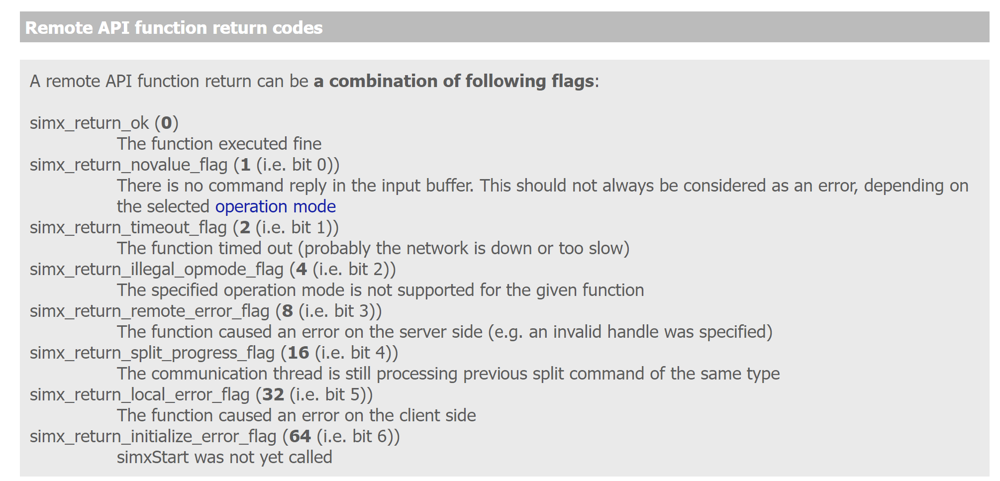 Remote API function return codes
A remote API function return can be a combination of following flags:
simx_return_ok (0)
The function executed fine
simx_return_novalue_flag (1 (i.e. bit 0))
There is no command reply in the input buffer. This should not always be considered as an error, depending on
the selected operation mode
simx_return_timeout_flag (2 (i.e. bit 1))
The function timed out (probably the network is down or too slow)
simx_return_illegal_opmode_flag (4 (i.e. bit 2))
The specified operation mode is not supported for the given function
simx_return_remote_error_flag (8 (i.e. bit 3))
The function caused an error on the server side (e.g. an invalid handle was specified)
simx_return_split_progress_flag (16 (i.e. bit 4))
The communication thread is still processing previous split command of the same type
simx_return_local_error_flag (32 (i.e. bit 5))
The function caused an error on the client side
simx_return_initialize_error_flag (64 (i.e. bit 6))
simxStart was not yet called